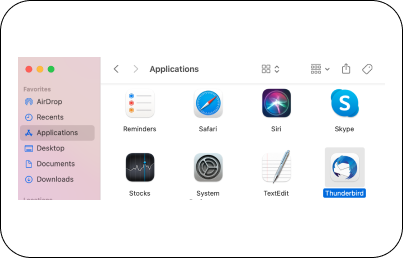 Applications
Favorites
AirDrop
Recents
Applications
Desktop
Documents
Downloads
Reminders
Safari
Siri
Skype
Stocks
System
TextEdit
Thunderbird